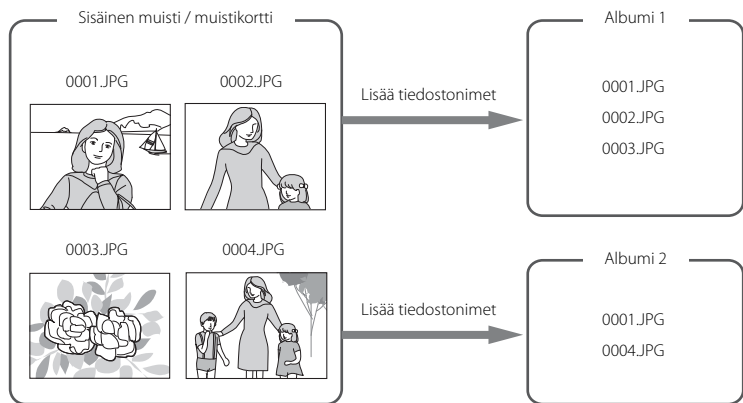 Sisäinen muisti / muistikortti
0001.JPG
0002.JPG
0003.JPG
0004.JPG
Lisää tiedostonimet
Albumi 1
0001.JPG
0002.JPG
0003.JPG
Lisää tiedostonimet
Albumi 2
0001.JPG
0004.JPG